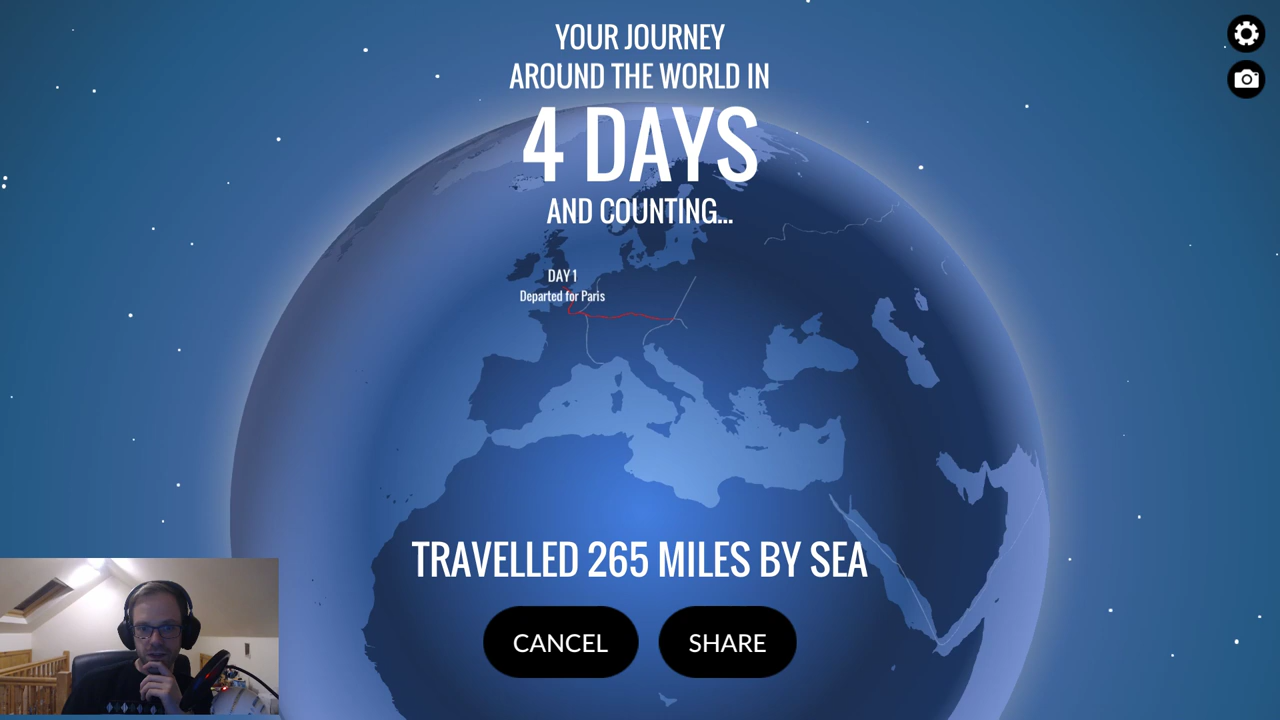 YOUR JOURNEY
AROUND THE WORLD IN
4 DAYS
AND COUNTING...
DAY 1
Departed for Paris
TRAVELLED 265 MILES BY SEA
CANCEL
SHARE